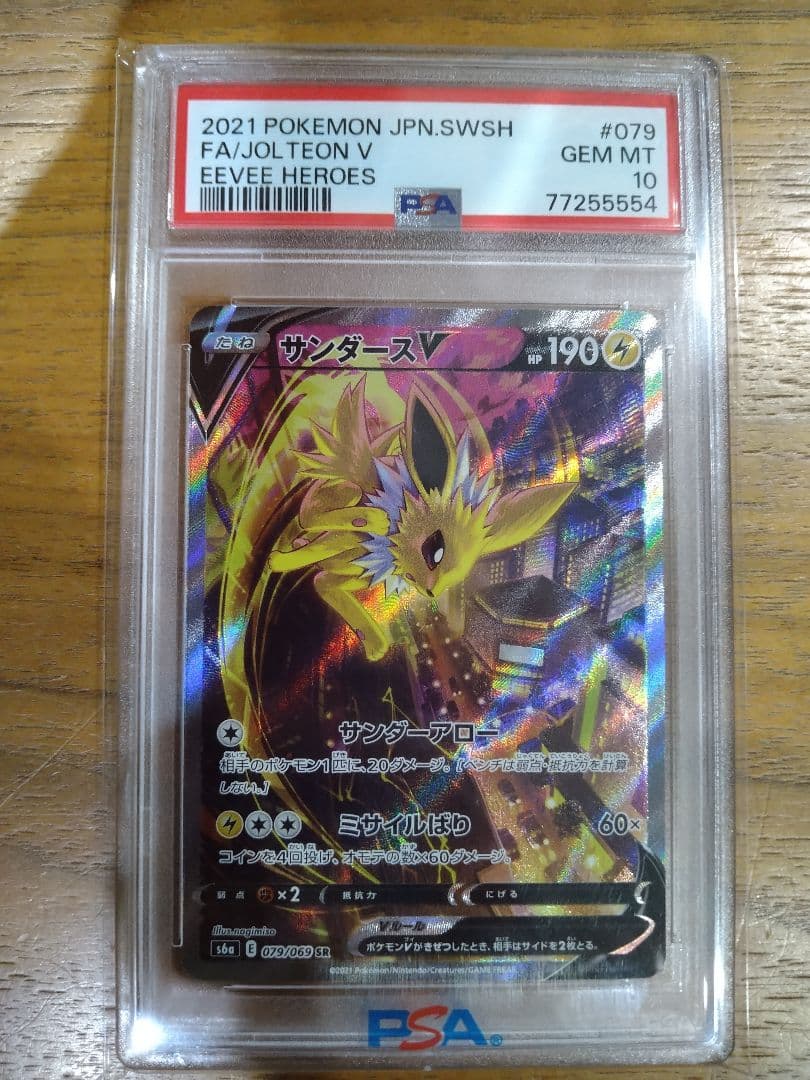 2021 POKEMON JPN.SWSH #079
FA/JOLTEON V GEM MT
EEVEE HEROES 10
PSA 77255554
たね サンダースV HP 190
サンダーアロー
相手のポケモン1匹に、20ダメージ。[ベンチは弱点・抵抗力を計算
しない。]
ミサイルばり 60×
コインを4回投げ、オモテの数×60ダメージ。
弱点 ×2 抵抗力 にげる
Illus.nagimiso Vルール
s6a E 079/069 SR ポケモンVがきぜつしたとき、相手はサイドを2枚とる。
©2021 Pokémon/Nintendo/Creatures/GAME FREAK
PSA®